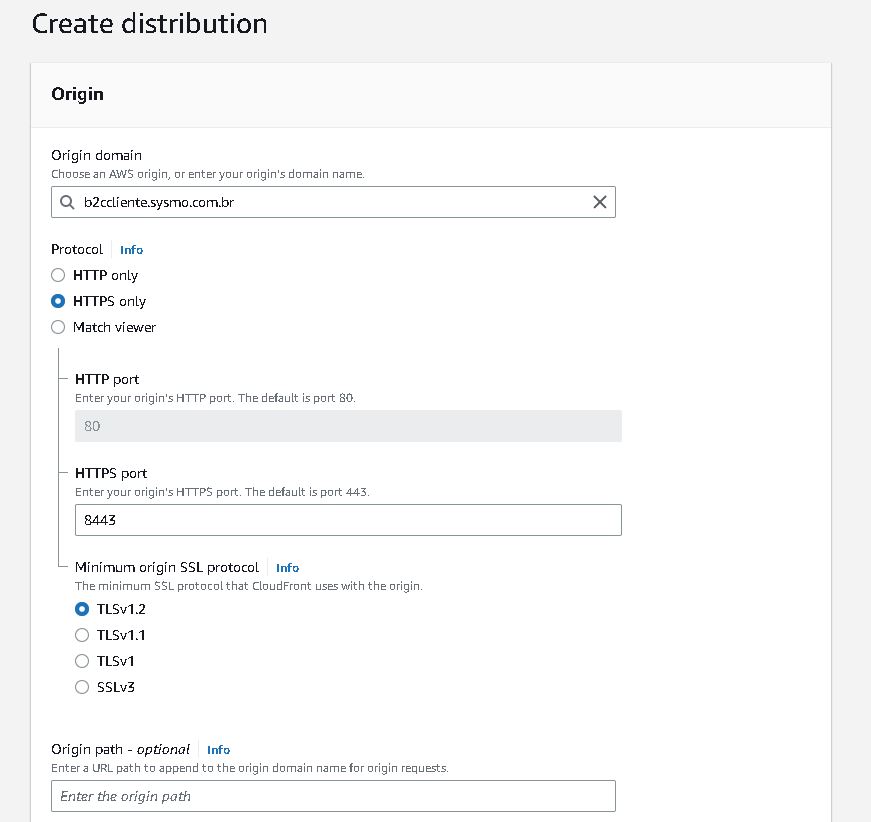 Create distribution
Origin
Origin domain
Choose an AWS origin, or enter your origin's domain name.
b2ccliente.sysmo.com.br
Protocol Info
HTTP only
HTTPS only
Match viewer
HTTP port
Enter your origin's HTTP port. The default is port 80.
80
HTTPS port
Enter your origin's HTTPS port. The default is port 443.
8443
Minimum origin SSL protocol Info
The minimum SSL protocol that CloudFront uses with the origin.
TLSv1.2
TLSv1.1
TLSv1
SSLv3
Origin path - optional Info
Enter a URL path to append to the origin domain name for origin requests.
Enter the origin path